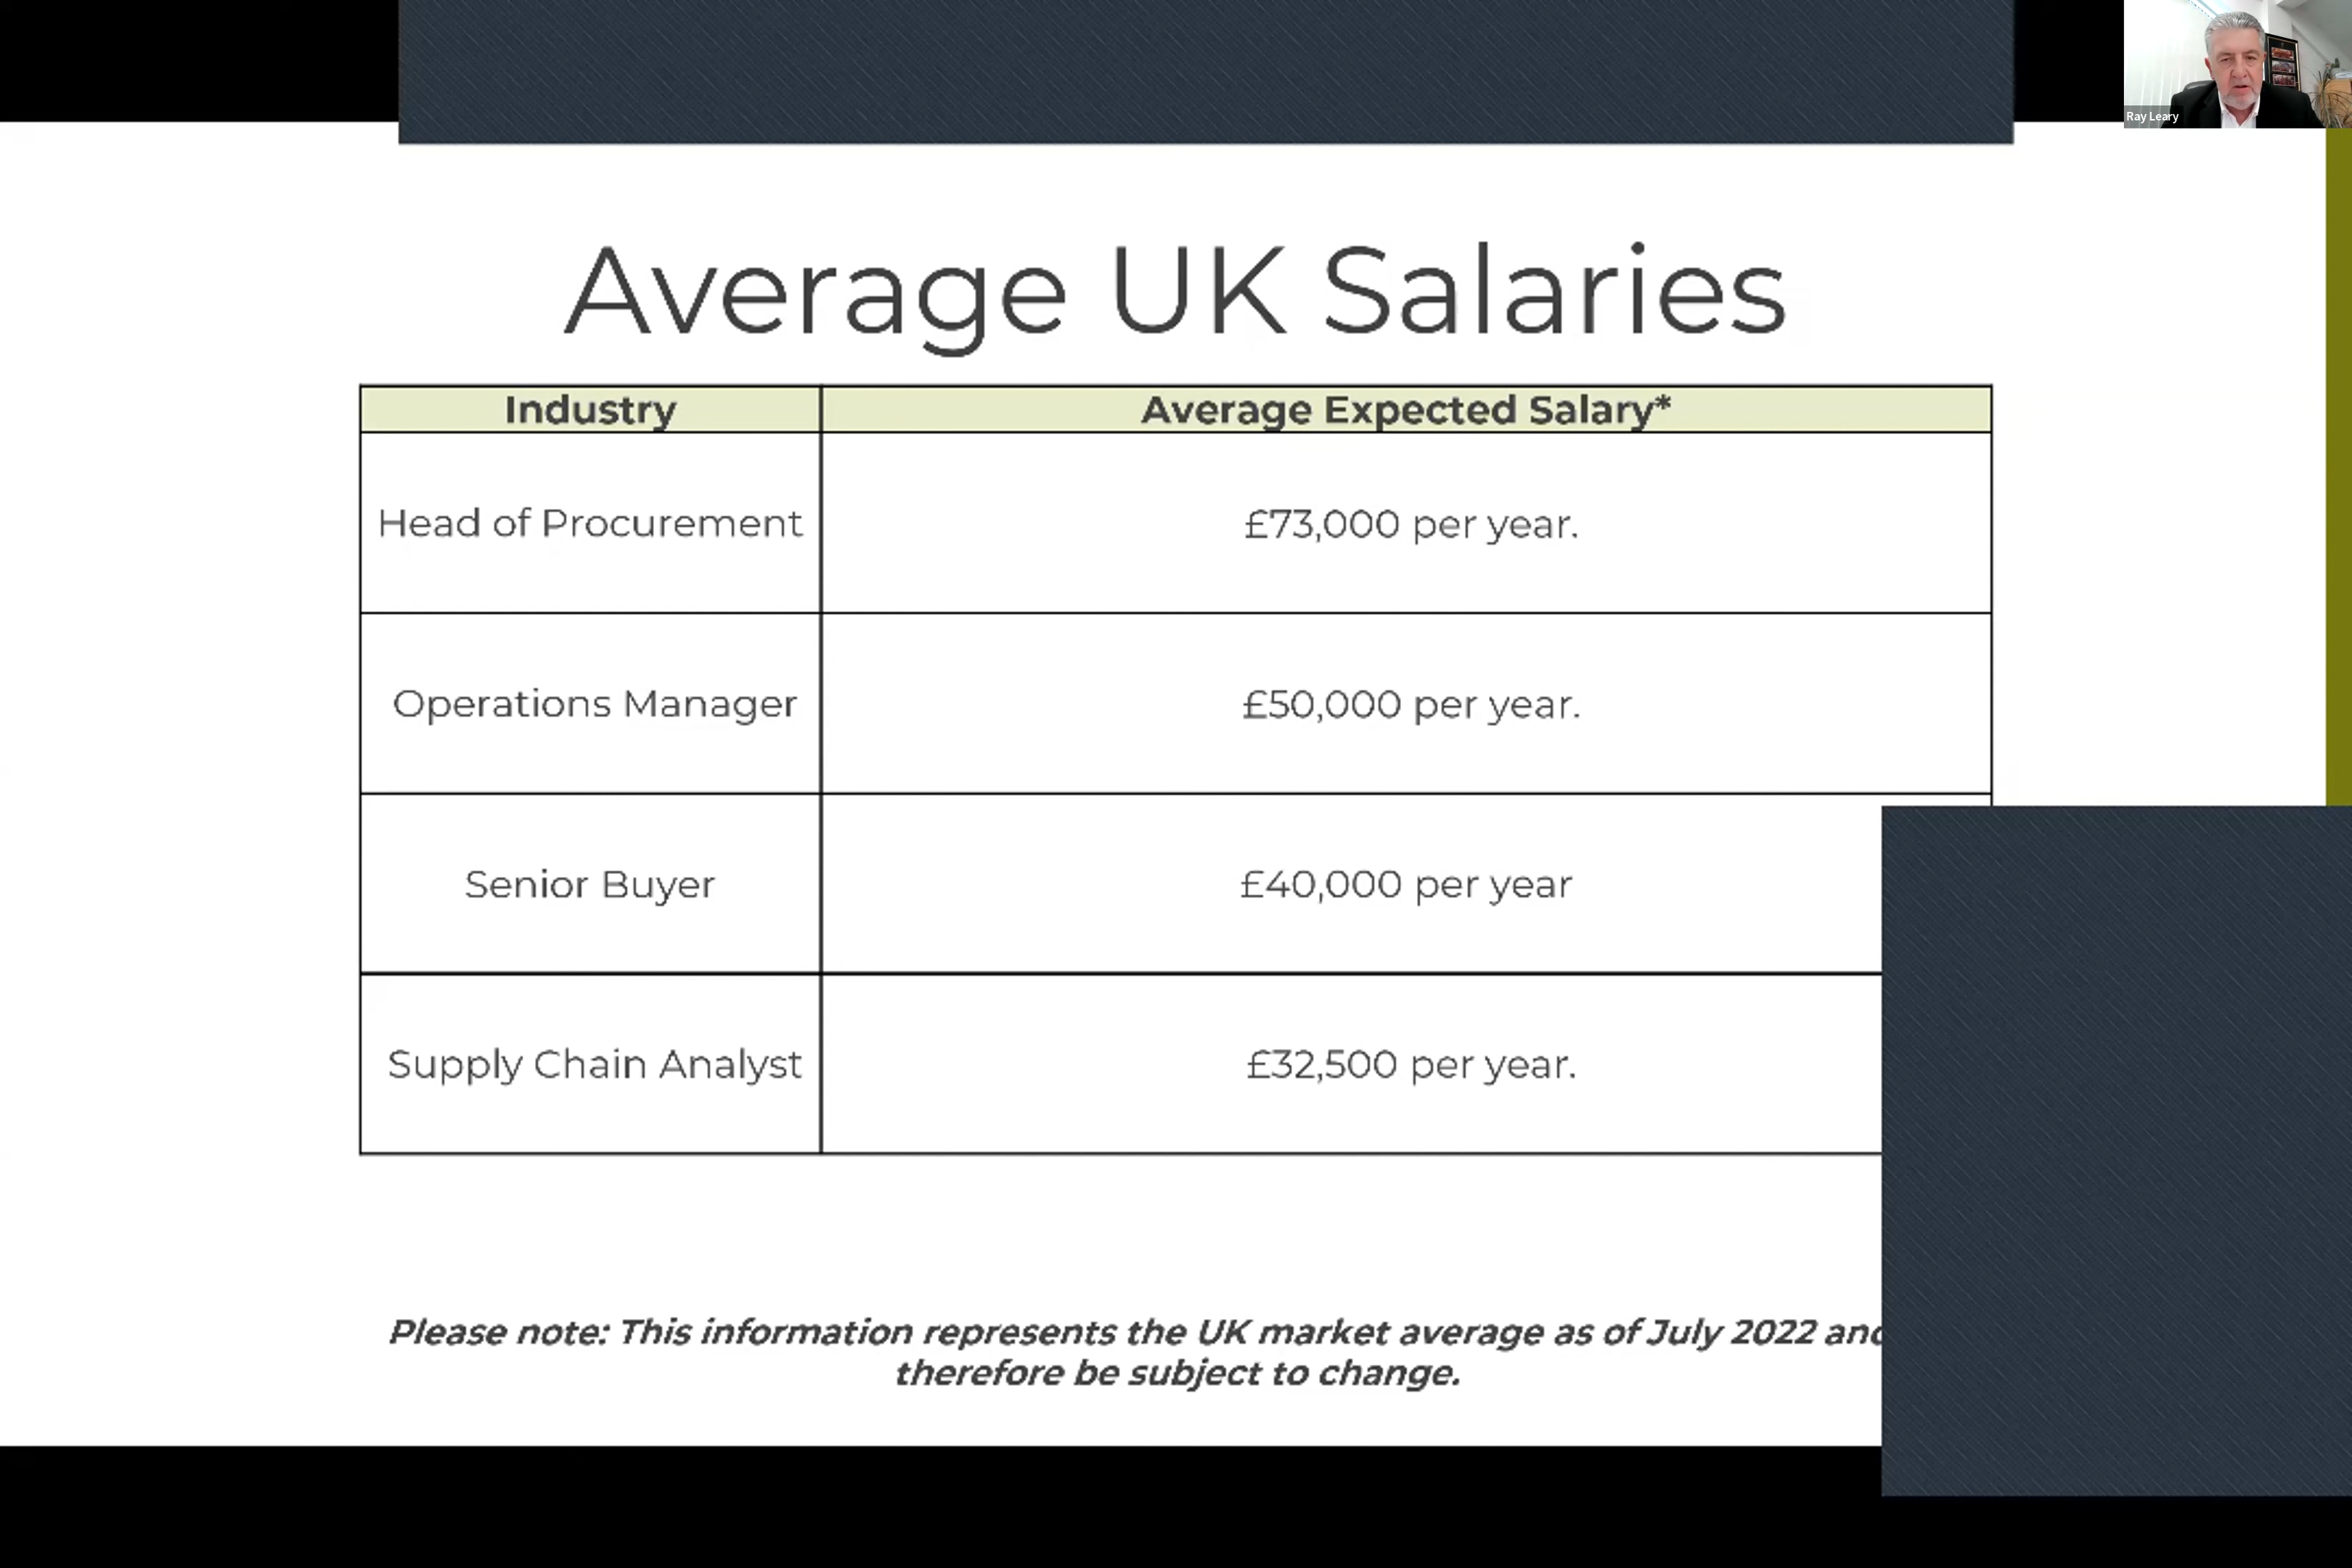 Ray Leary
Average UK Salaries
Industry
Average Expected Salary*
Head of Procurement
£73,000 per year.
Operations Manager
£50,000 per year.
Senior Buyer
£40,000 per year
Supply Chain Analyst
£32,500 per year.
Please note: This information represents the UK market average as of July 2022 and
therefore be subject to change.